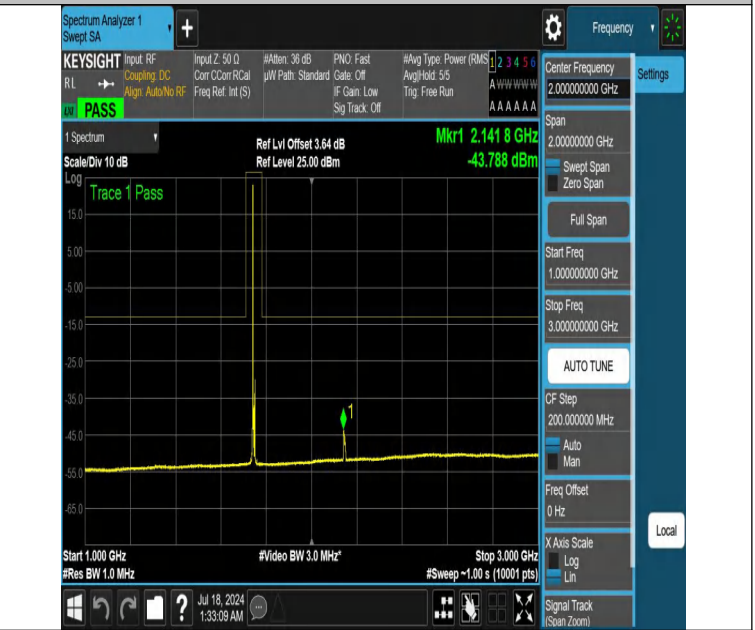 Spectrum Analyzer 1
Swept SA
+
Frequency
KEYSIGHT
RL
PASS
Input: RF
Coupling: DC
Align: Auto/No RF
Input Z: 50 Ω
Corr CCorr RCal
Freq Ref: Int (S)
#Atten: 36 dB
µW Path: Standard
PNO: Fast
Gate: Off
IF Gain: Low
Sig Track: Off
#Avg Type: Power (RMS
Avg|Hold: 5/5
Trig: Free Run
1 2 3 4 5 6
A W W W W W
A A A A A A
1 Spectrum
Scale/Div 10 dB
Ref Lvl Offset 3.64 dB
Ref Level 25.00 dBm
Mkr1 2.141 8 GHz
-43.788 dBm
Log
Trace 1 Pass
15.0
5.00
-5.00
-15.0
-25.0
-35.0
-45.0
-55.0
-65.0
1
Start 1.000 GHz
#Res BW 1.0 MHz
#Video BW 3.0 MHz*
Stop 3.000 GHz
#Sweep ~1.00 s (10001 pts)
?
Jul 18, 2024
1:33:09 AM
Center Frequency
2.000000000 GHz
Settings
Span
2.00000000 GHz
Swept Span
Zero Span
Full Span
Start Freq
1.000000000 GHz
Stop Freq
3.000000000 GHz
AUTO TUNE
CF Step
200.000000 MHz
Auto
Man
Freq Offset
0 Hz
X Axis Scale
Log
Lin
Local
Signal Track
(Span Zoom)